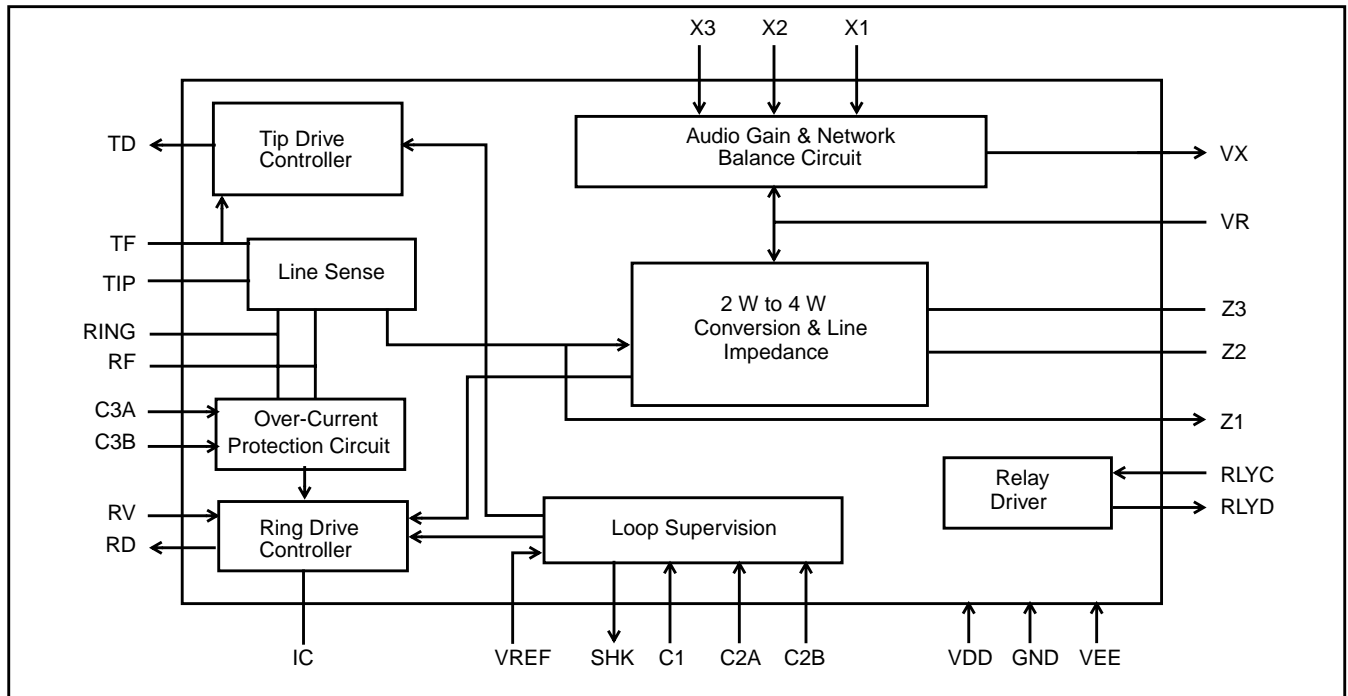 X3 X2 X1
Tip Drive
Controller
Audio Gain & Network
Balance Circuit
TD
VX
VR
TF
Line Sense
TIP
2 W to 4 W
Conversion & Line
Impedance
Z3
RING
Z2
RF
C3A
Over-Current
Protection Circuit
Z1
C3B
Relay
Driver
RLYC
RLYD
RV
Ring Drive
Controller
Loop Supervision
RD
IC VREF SHK C1 C2A C2B VDD GND VEE